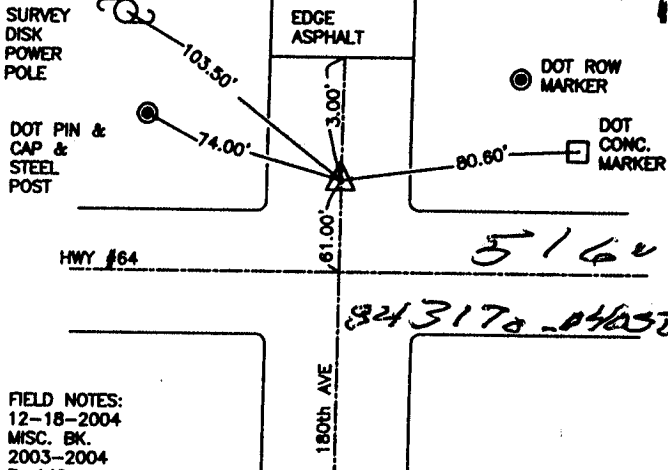 SURVEY
DISK
POWER
POLE
EDGE
ASPHALT
103.50'
3.00'
DOT ROW
MARKER
DOT PIN &
CAP &
STEEL
POST
74.00'
80.60'
DOT
CONC.
MARKER
61.00'
HWY #64
516
180th AVE
FIELD NOTES:
12-18-2004
MISC. BK.
2003-2004